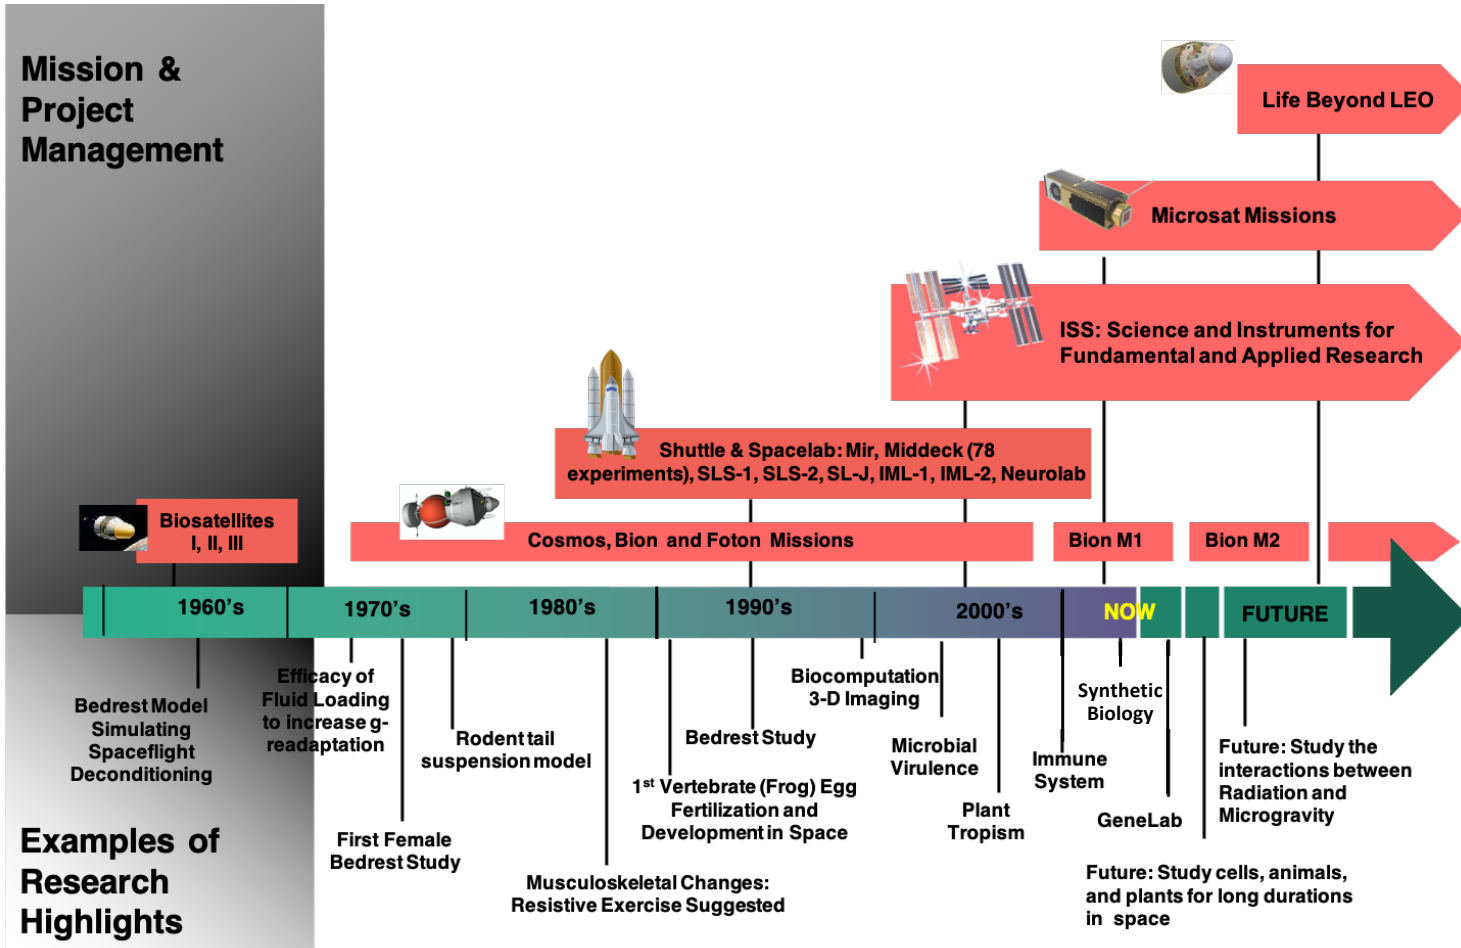 Mission &
Project
Management
Life Beyond LEO
Microsat Missions
ISS: Science and Instruments for
Fundamental and Applied Research
Shuttle & Spacelab: Mir, Middeck (78
experiments), SLS-1, SLS-2, SL-J, IML-1, IML-2, Neurolab
Biosatellites
I, II, III
Cosmos, Bion and Foton Missions
Bion M1
Bion M2
1960's
1970's
1980's
1990's
2000's
NOW
FUTURE
Bedrest Model
Simulating
Spaceflight
Deconditioning
Efficacy of
Fluid Loading
to increase g-
readaptation
First Female
Bedrest Study
Rodent tail
suspension model
Musculoskeletal Changes:
Resistive Exercise Suggested
1st Vertebrate (Frog) Egg
Fertilization and
Development in Space
Bedrest Study
Biocomputation
3-D Imaging
Microbial
Virulence
Plant
Tropism
Immune
System
Synthetic
Biology
GeneLab
Future: Study cells, animals,
and plants for long durations
in space
Future: Study the
interactions between
Radiation and
Microgravity
Examples of
Research
Highlights